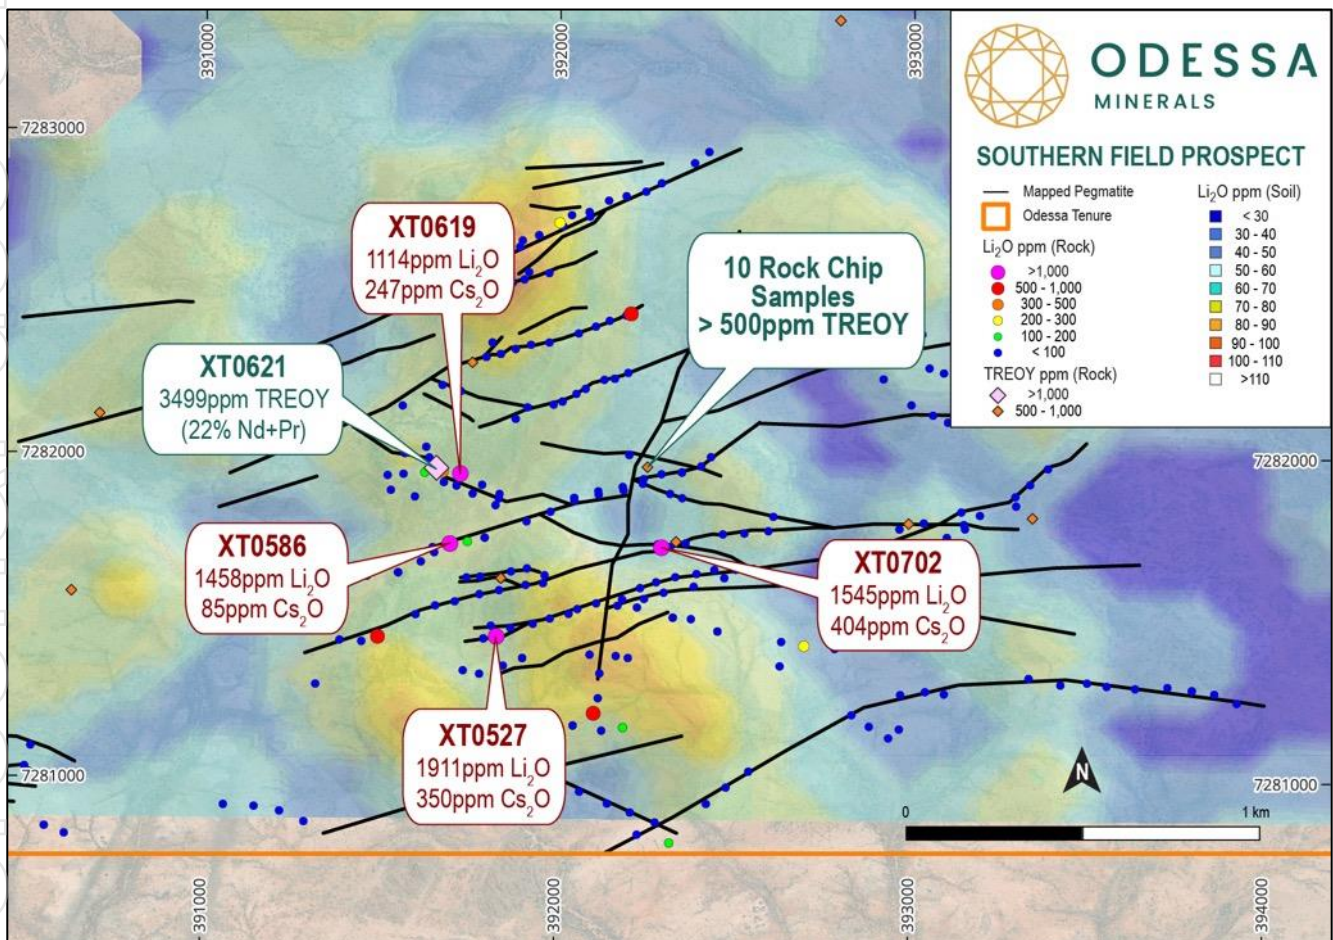 391000
392000
393000
7283000
ODESSA
MINERALS
SOUTHERN FIELD PROSPECT
Mapped Pegmatite
Odessa Tenure
Li₂O ppm (Rock)
>1,000
500 - 1,000
300 - 500
200 - 300
100 - 200
< 100
TREOY ppm (Rock)
>1,000
500 - 1,000
Li₂O ppm (Soil)
< 30
30 - 40
40 - 50
50 - 60
60 - 70
70 - 80
80 - 90
90 - 100
100 - 110
>110
XT0619
1114ppm Li₂O
247ppm Cs₂O
10 Rock Chip
Samples
> 500ppm TREOY
XT0621
3499ppm TREOY
(22% Nd+Pr)
7282000
7282000
XT0586
1458ppm Li₂O
85ppm Cs₂O
XT0702
1545ppm Li₂O
404ppm Cs₂O
XT0527
1911ppm Li₂O
350ppm Cs₂O
7281000
7281000
N
0
1 km
391000
392000
393000
394000